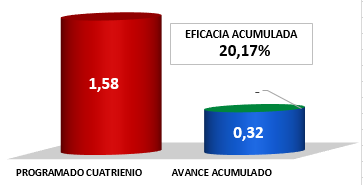 EFICACIA ACUMULADA
20,17%
1,58
0,32
PROGRAMADO CUATRIENIO
AVANCE ACUMULADO